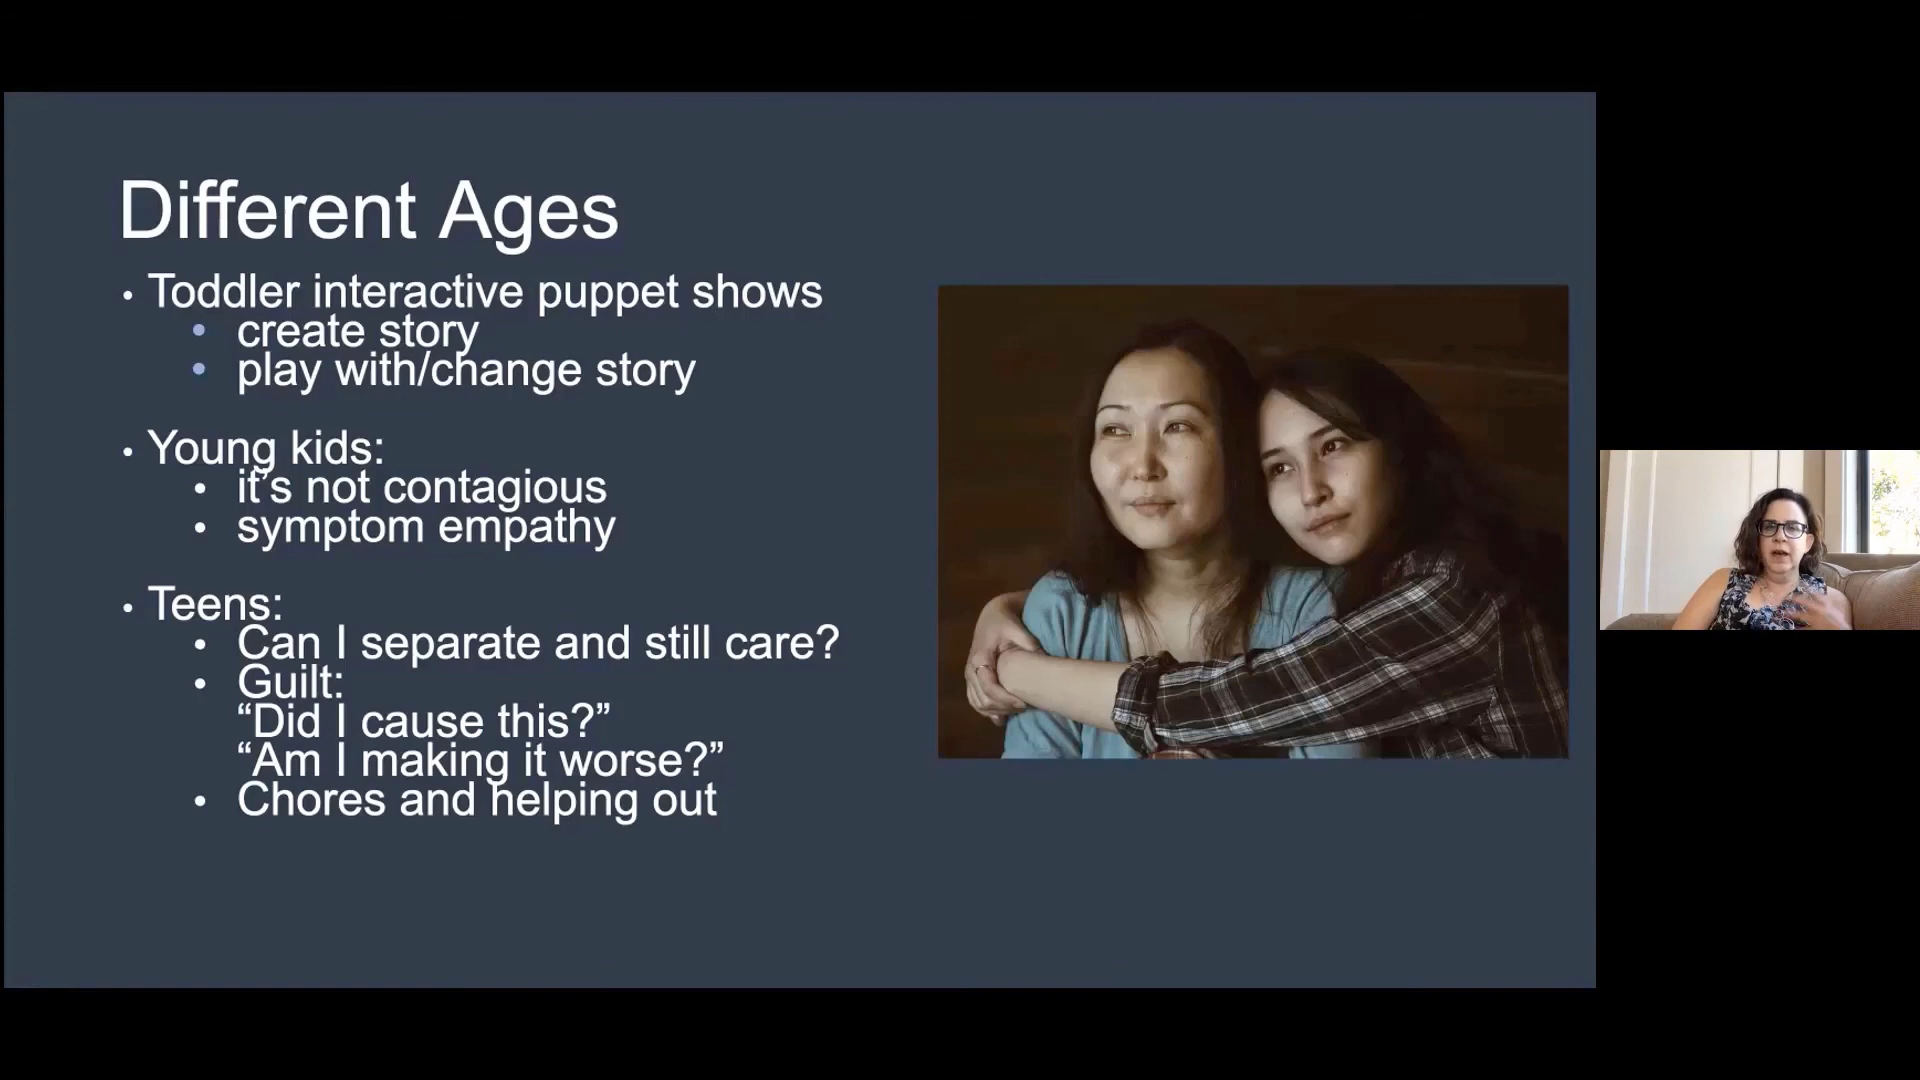 Different Ages
• Toddler interactive puppet shows
• create story
• play with/change story
• Young kids:
• it's not contagious
• symptom empathy
• Teens:
• Can I separate and still care?
• Guilt:
“Did I cause this?”
“Am I making it worse?”
• Chores and helping out